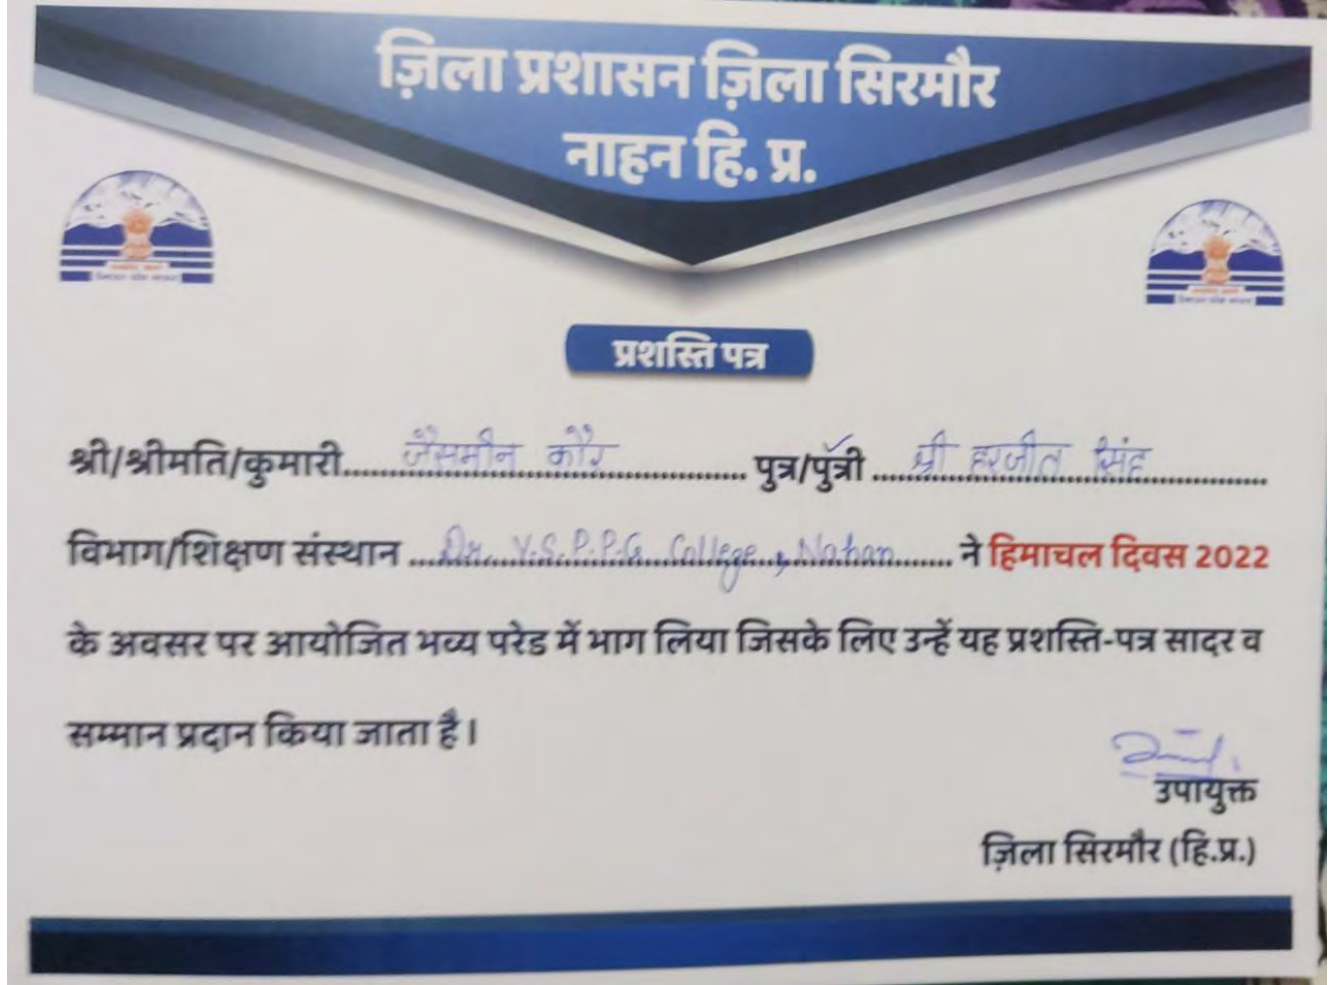 ज़िला प्रशासन ज़िला सिरमौर
नाहन हि. प्र.
प्रशस्ति पत्र
श्री/श्रीमति/कुमारी जैसमीन कौर पुत्र/पुत्री श्री हरजीत सिंह
विभाग/शिक्षण संस्थान Dr. Y.S.P.P.G. College, Nahan ने हिमाचल दिवस 2022
के अवसर पर आयोजित भव्य परेड में भाग लिया जिसके लिए उन्हें यह प्रशस्ति-पत्र सादर व
सम्मान प्रदान किया जाता है।
उपायुक्त
ज़िला सिरमौर (हि.प्र.)